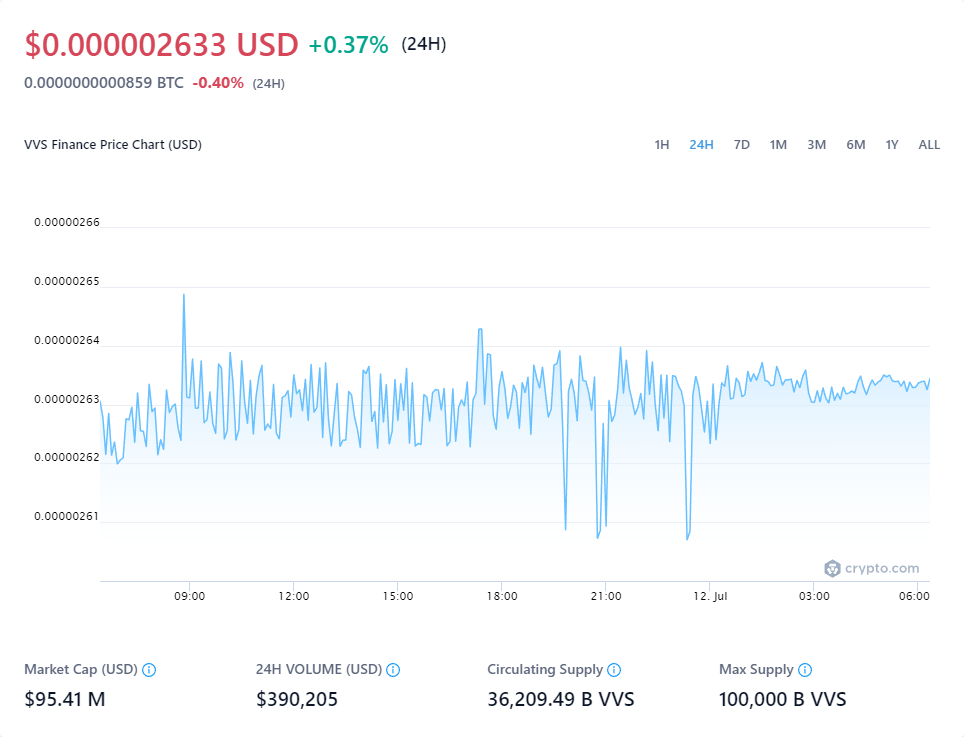 $0.000002633 USD +0.37% (24H)
0.0000000000859 BTC -0.40% (24H)
VVS Finance Price Chart (USD) 1H 24H 7D 1M 3M 6M 1Y ALL
0.00000266
0.00000265
0.00000264
0.00000263
0.00000262
0.00000261
crypto.com
09:00 12:00 15:00 18:00 21:00 12. Jul 03:00 06:00
Market Cap (USD) 24H VOLUME (USD) Circulating Supply Max Supply
$95.41 M $390,205 36,209.49 B VVS 100,000 B VVS